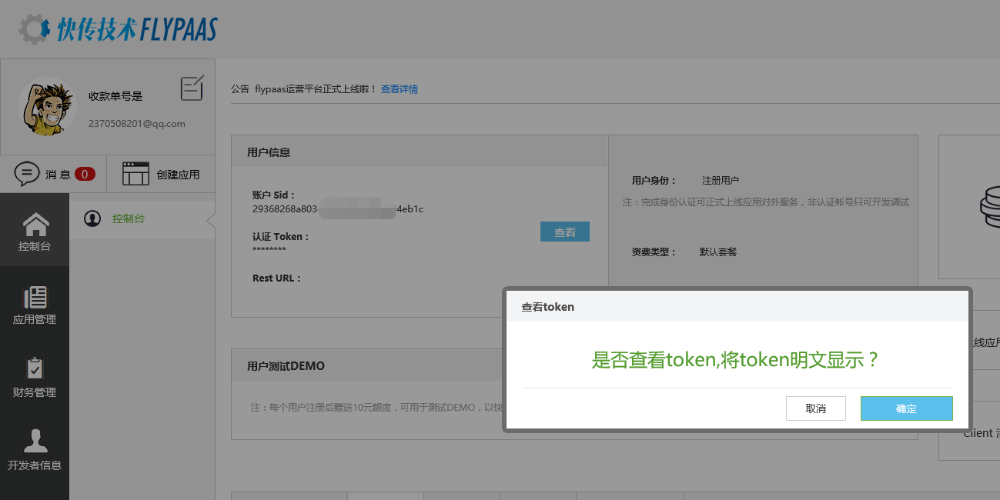 快传技术FLYPAAS
收款单号是
2370508201@qq.com
消 息 0
创建应用
控制台
应用管理
财务管理
开发者信息
控制台
公告 flypaas运营平台正式上线啦！ 查看详情
用户信息
账户 Sid：
29368268a803 4eb1c
认证 Token：
********
查看
Rest URL：
用户身份： 注册用户
注：完成身份认证可正式上线应用对外服务，非认证帐号只可开发调试
资费类型： 默认套餐
用户测试DEMO
注：每个用户注册后赠送10元额度，可用于测试DEMO，以快
查看token
是否查看token,将token明文显示？
取消
确定
线应用
Client